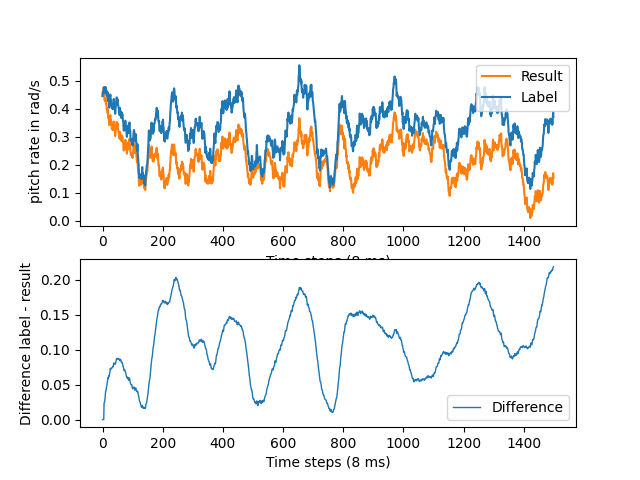 pitch rate in rad/s
0.5
0.4
0.3
0.2
0.1
0.0
Result
Label
0 200 400 600 800 1000 1200 1400
Time steps (8 ms)
Difference label - result
0.20
0.15
0.10
0.05
0.00
Difference
0 200 400 600 800 1000 1200 1400
Time steps (8 ms)